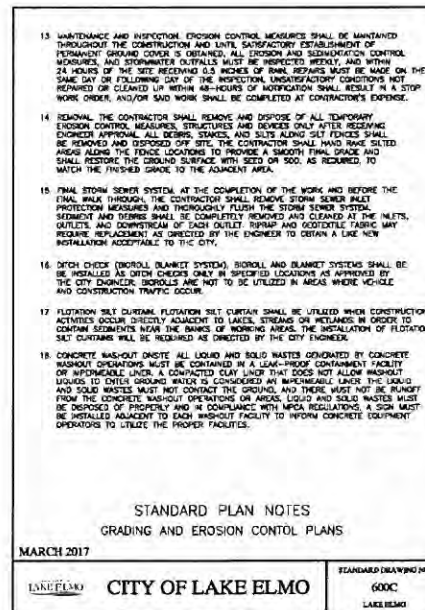 13. MAINTENANCE AND INSPECTION. EROSION CONTROL MEASURES SHALL BE MAINTAINED
THROUGHOUT THE CONSTRUCTION AND UNTIL SATISFACTORY ESTABLISHMENT OF
PERMANENT GROUND COVER IS OBTAINED. ALL EROSION AND SEDIMENTATION CONTROL
MEASURES, AND STORMWATER OUTFALLS MUST BE INSPECTED WEEKLY, AND WITHIN
24 HOURS OF THE SITE RECEIVING 0.5 INCHES OF RAIN. REPAIRS MUST BE MADE ON THE
SAME DAY OR FOLLOWING DAY OF THE INSPECTION. UNSATISFACTORY CONDITIONS NOT
REPAIRED OR CLEANED UP WITHIN 48-HOURS OF NOTIFICATION SHALL RESULT IN A STOP
WORK ORDER, AND/OR SAID WORK SHALL BE COMPLETED AT CONTRACTOR'S EXPENSE.
14. REMOVAL. THE CONTRACTOR SHALL REMOVE AND DISPOSE OF ALL TEMPORARY
EROSION CONTROL MEASURES, STRUCTURES AND DEVICES ONLY AFTER RECEIVING
ENGINEER APPROVAL. ALL DEBRIS, STAKES, AND SILTS ALONG SILT FENCES SHALL
BE REMOVED AND DISPOSED OFF SITE. THE CONTRACTOR SHALL HAND RAKE SILTED
AREAS ALONG THE FENCE LOCATIONS TO PROVIDE A SMOOTH FINAL GRADE AND
SHALL RESTORE THE GROUND SURFACE WITH SEED OR SOD, AS REQUIRED, TO
MATCH THE FINISHED GRADE TO THE ADJACENT AREA.
15. FINAL STORM SEWER SYSTEM. AT THE COMPLETION OF THE WORK AND BEFORE THE
FINAL WALK THROUGH, THE CONTRACTOR SHALL REMOVE STORM SEWER INLET
PROTECTION MEASURES AND THOROUGHLY FLUSH THE STORM SEWER SYSTEM.
SEDIMENT AND DEBRIS SHALL BE COMPLETELY REMOVED AND CLEANED AT THE INLETS,
OUTLETS, AND DOWNSTREAM OF EACH OUTLET. RIPRAP AND GEOTEXTILE FABRIC MAY
REQUIRE REPLACEMENT AS DIRECTED BY THE ENGINEER TO OBTAIN A LIKE NEW
INSTALLATION ACCEPTABLE TO THE CITY.
16. DITCH CHECK (BIOROLL BLANKET SYSTEM). BIOROLL AND BLANKET SYSTEMS SHALL BE
BE INSTALLED AS DITCH CHECKS ONLY IN SPECIFIED LOCATIONS AS APPROVED BY
THE CITY ENGINEER. BIOROLLS ARE NOT TO BE UTILIZED IN AREAS WHERE VEHICLE
AND CONSTRUCTION TRAFFIC OCCUR.
17. FLOTATION SILT CURTAIN. FLOTATION SILT CURTAIN SHALL BE UTILIZED WHEN CONSTRUCTION
ACTIVITIES OCCUR DIRECTLY ADJACENT TO LAKES, STREAMS OR WETLANDS IN ORDER TO
CONTAIN SEDIMENTS NEAR THE BANKS OF WORKING AREAS. THE INSTALLATION OF FLOTATIO
SILT CURTAINS WILL BE REQUIRED AS DIRECTED BY THE CITY ENGINEER.
18. CONCRETE WASHOUT ONSITE. ALL LIQUID AND SOLID WASTES GENERATED BY CONCRETE
WASHOUT OPERATIONS MUST BE CONTAINED IN A LEAK-PROOF CONTAINMENT FACILITY
OR IMPERMEABLE LINER. A COMPACTED CLAY LINER THAT DOES NOT ALLOW WASHOUT
LIQUIDS TO ENTER GROUND WATER IS CONSIDERED AN IMPERMEABLE LINER. THE LIQUID
AND SOLID WASTES MUST NOT CONTACT THE GROUND, AND THERE MUST NOT BE RUNOFF
FROM THE CONCRETE WASHOUT OPERATIONS OR AREAS. LIQUID AND SOLID WASTES MUST
BE DISPOSED OF PROPERLY AND IN COMPLIANCE WITH MPCA REGULATIONS. A SIGN MUST
BE INSTALLED ADJACENT TO EACH WASHOUT FACILITY TO INFORM CONCRETE EQUIPMENT
OPERATORS TO UTILIZE THE PROPER FACILITIES.
STANDARD PLAN NOTES
GRADING AND EROSION CONTOL PLANS
MARCH 2017
LAKE ELMO
CITY OF LAKE ELMO
STANDARD DRAWING N
600C
LAKE ELMO